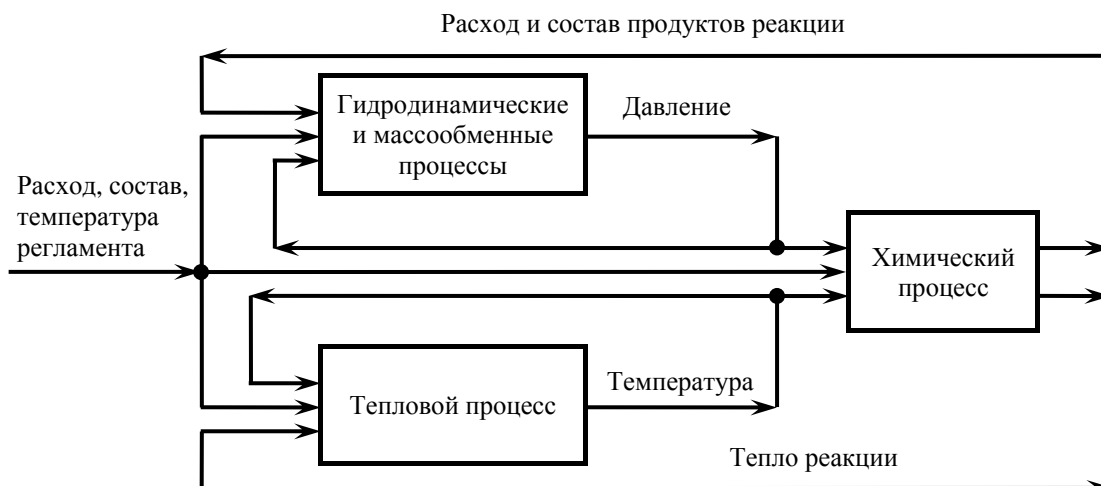 Расход и состав продуктов реакции
Гидродинамические
и массообменные
процессы
Давление
Расход, состав,
температура
регламента
Химический
процесс
Тепловой процесс
Температура
Тепло реакции